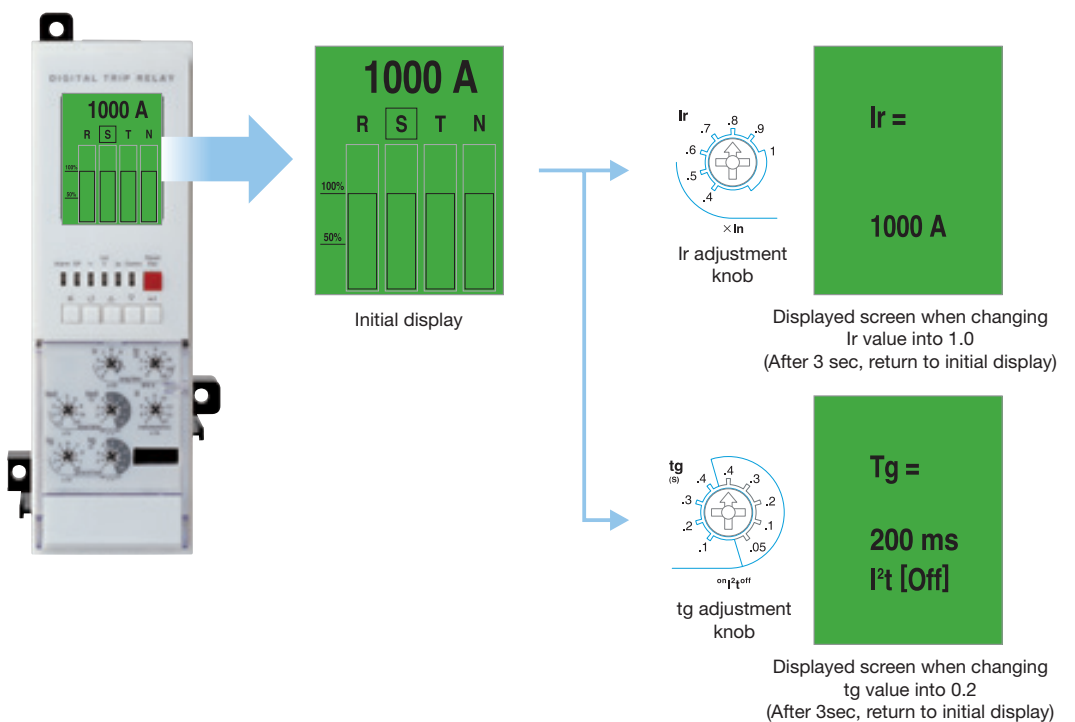 DIGITAL TRIP RELAY
1000 A
R S T N
100%
50%
1000 A
R S T N
100%
50%
Initial display
Ir
.4 .5 .6 .7 .8 .9 1
×In
Ir adjustment
knob
Ir =
1000 A
Displayed screen when changing
Ir value into 1.0
(After 3 sec, return to initial display)
tg
(S)
.1 .2 .3 .4 .4 .3 .2 .1 .05
on I²t off
tg adjustment
knob
Tg =
200 ms
I²t [Off]
Displayed screen when changing
tg value into 0.2
(After 3sec, return to initial display)